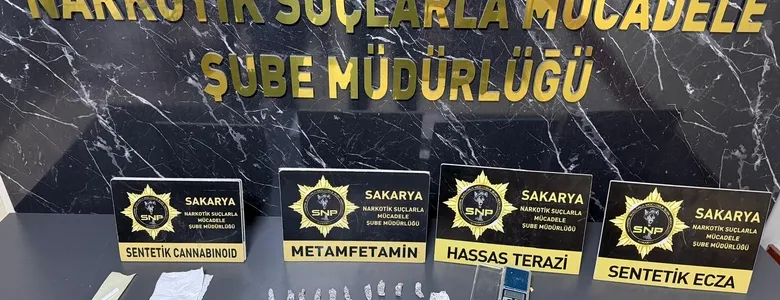 NARKOTİK SUÇLARLA MÜCADELE
ŞUBE MÜDÜRLÜĞÜ
SNP
SAKARYA
NARKOTİK SUÇLARLA
MÜCADELE
ŞUBE MÜDÜRLÜĞÜ
SENTETİK CANNABINOID
SNP
SAKARYA
NARKOTİK SUÇLARLA
MÜCADELE
ŞUBE MÜDÜRLÜĞÜ
METAMFETAMİN
SNP
SAKARYA
NARKOTİK SUÇLARLA
MÜCADELE
ŞUBE MÜDÜRLÜĞÜ
HASSAS TERAZİ
SNP
SAKARYA
NARKOTİK SUÇLARLA
MÜCADELE
ŞUBE MÜDÜRLÜĞÜ
SENTETİK ECZA